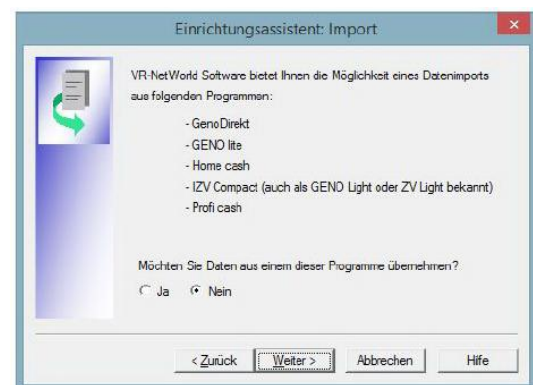 Einrichtungsassistent: Import
VR-NetWorld Software bietet Ihnen die Möglichkeit eines Datenimports
aus folgenden Programmen:
- GenoDirekt
- GENO lite
- Home cash
- IZV Compact (auch als GENO Light oder ZV Light bekannt)
- Profi cash
Möchten Sie Daten aus einem dieser Programme übernehmen?
Ja Nein
< Zurück Weiter > Abbrechen Hilfe